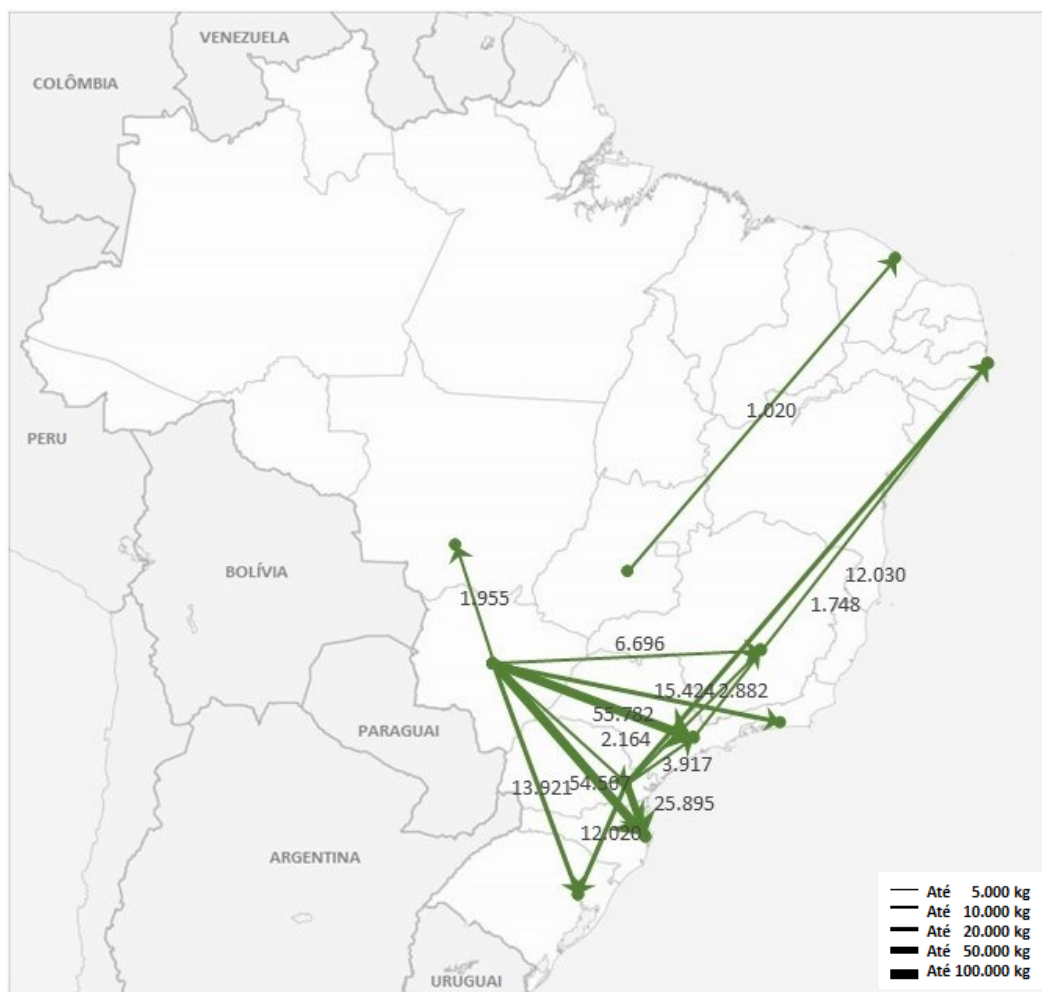 VENEZUELA
COLÔMBIA
1.020
PERU
BOLÍVIA
12.030
1.955
1.748
6.696
15.424
2.882
55.782
PARAGUAI
2.164
3.917
54.507
13.921
25.895
12.020
ARGENTINA
Até 5.000 kg
Até 10.000 kg
Até 20.000 kg
Até 50.000 kg
Até 100.000 kg
URUGUAI